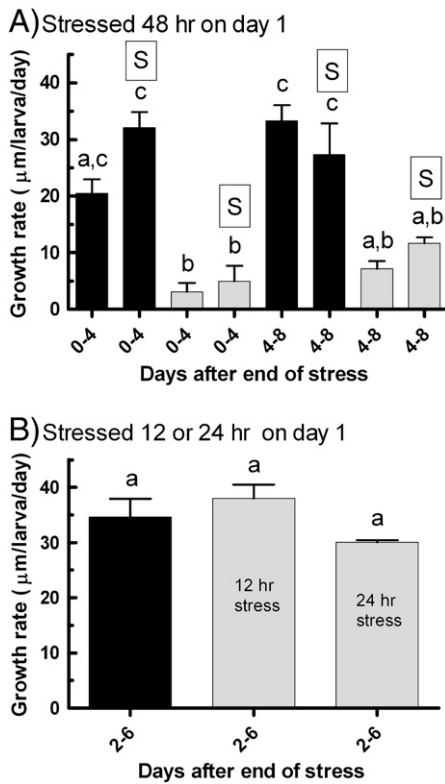 A) Stressed 48 hr on day 1
Growth rate ( μm/larva/day)
40
30
20
10
0
a,c
S
c
b
S
b
c
S
c
a,b
S
a,b
0-4
0-4
0-4
0-4
4-8
4-8
4-8
4-8
Days after end of stress
B) Stressed 12 or 24 hr on day 1
Growth rate ( μm/larva/day)
50
40
30
20
10
0
a
a
a
12 hr
stress
24 hr
stress
2-6
2-6
2-6
Days after end of stress